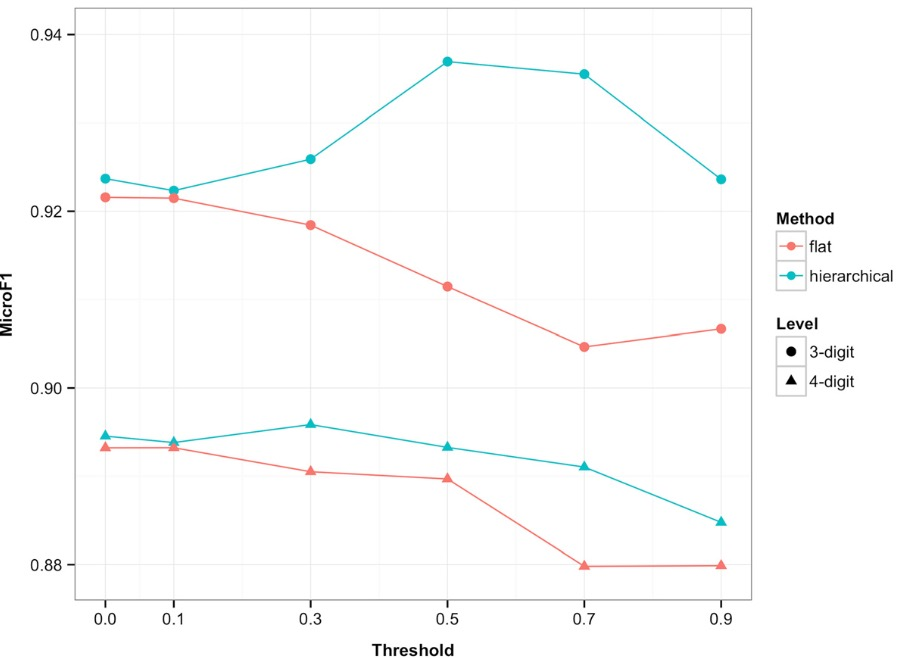 0.94
0.92
0.90
0.88
MicroF1
0.0 0.1 0.3 0.5 0.7 0.9
Threshold
Method
flat
hierarchical
Level
3-digit
4-digit